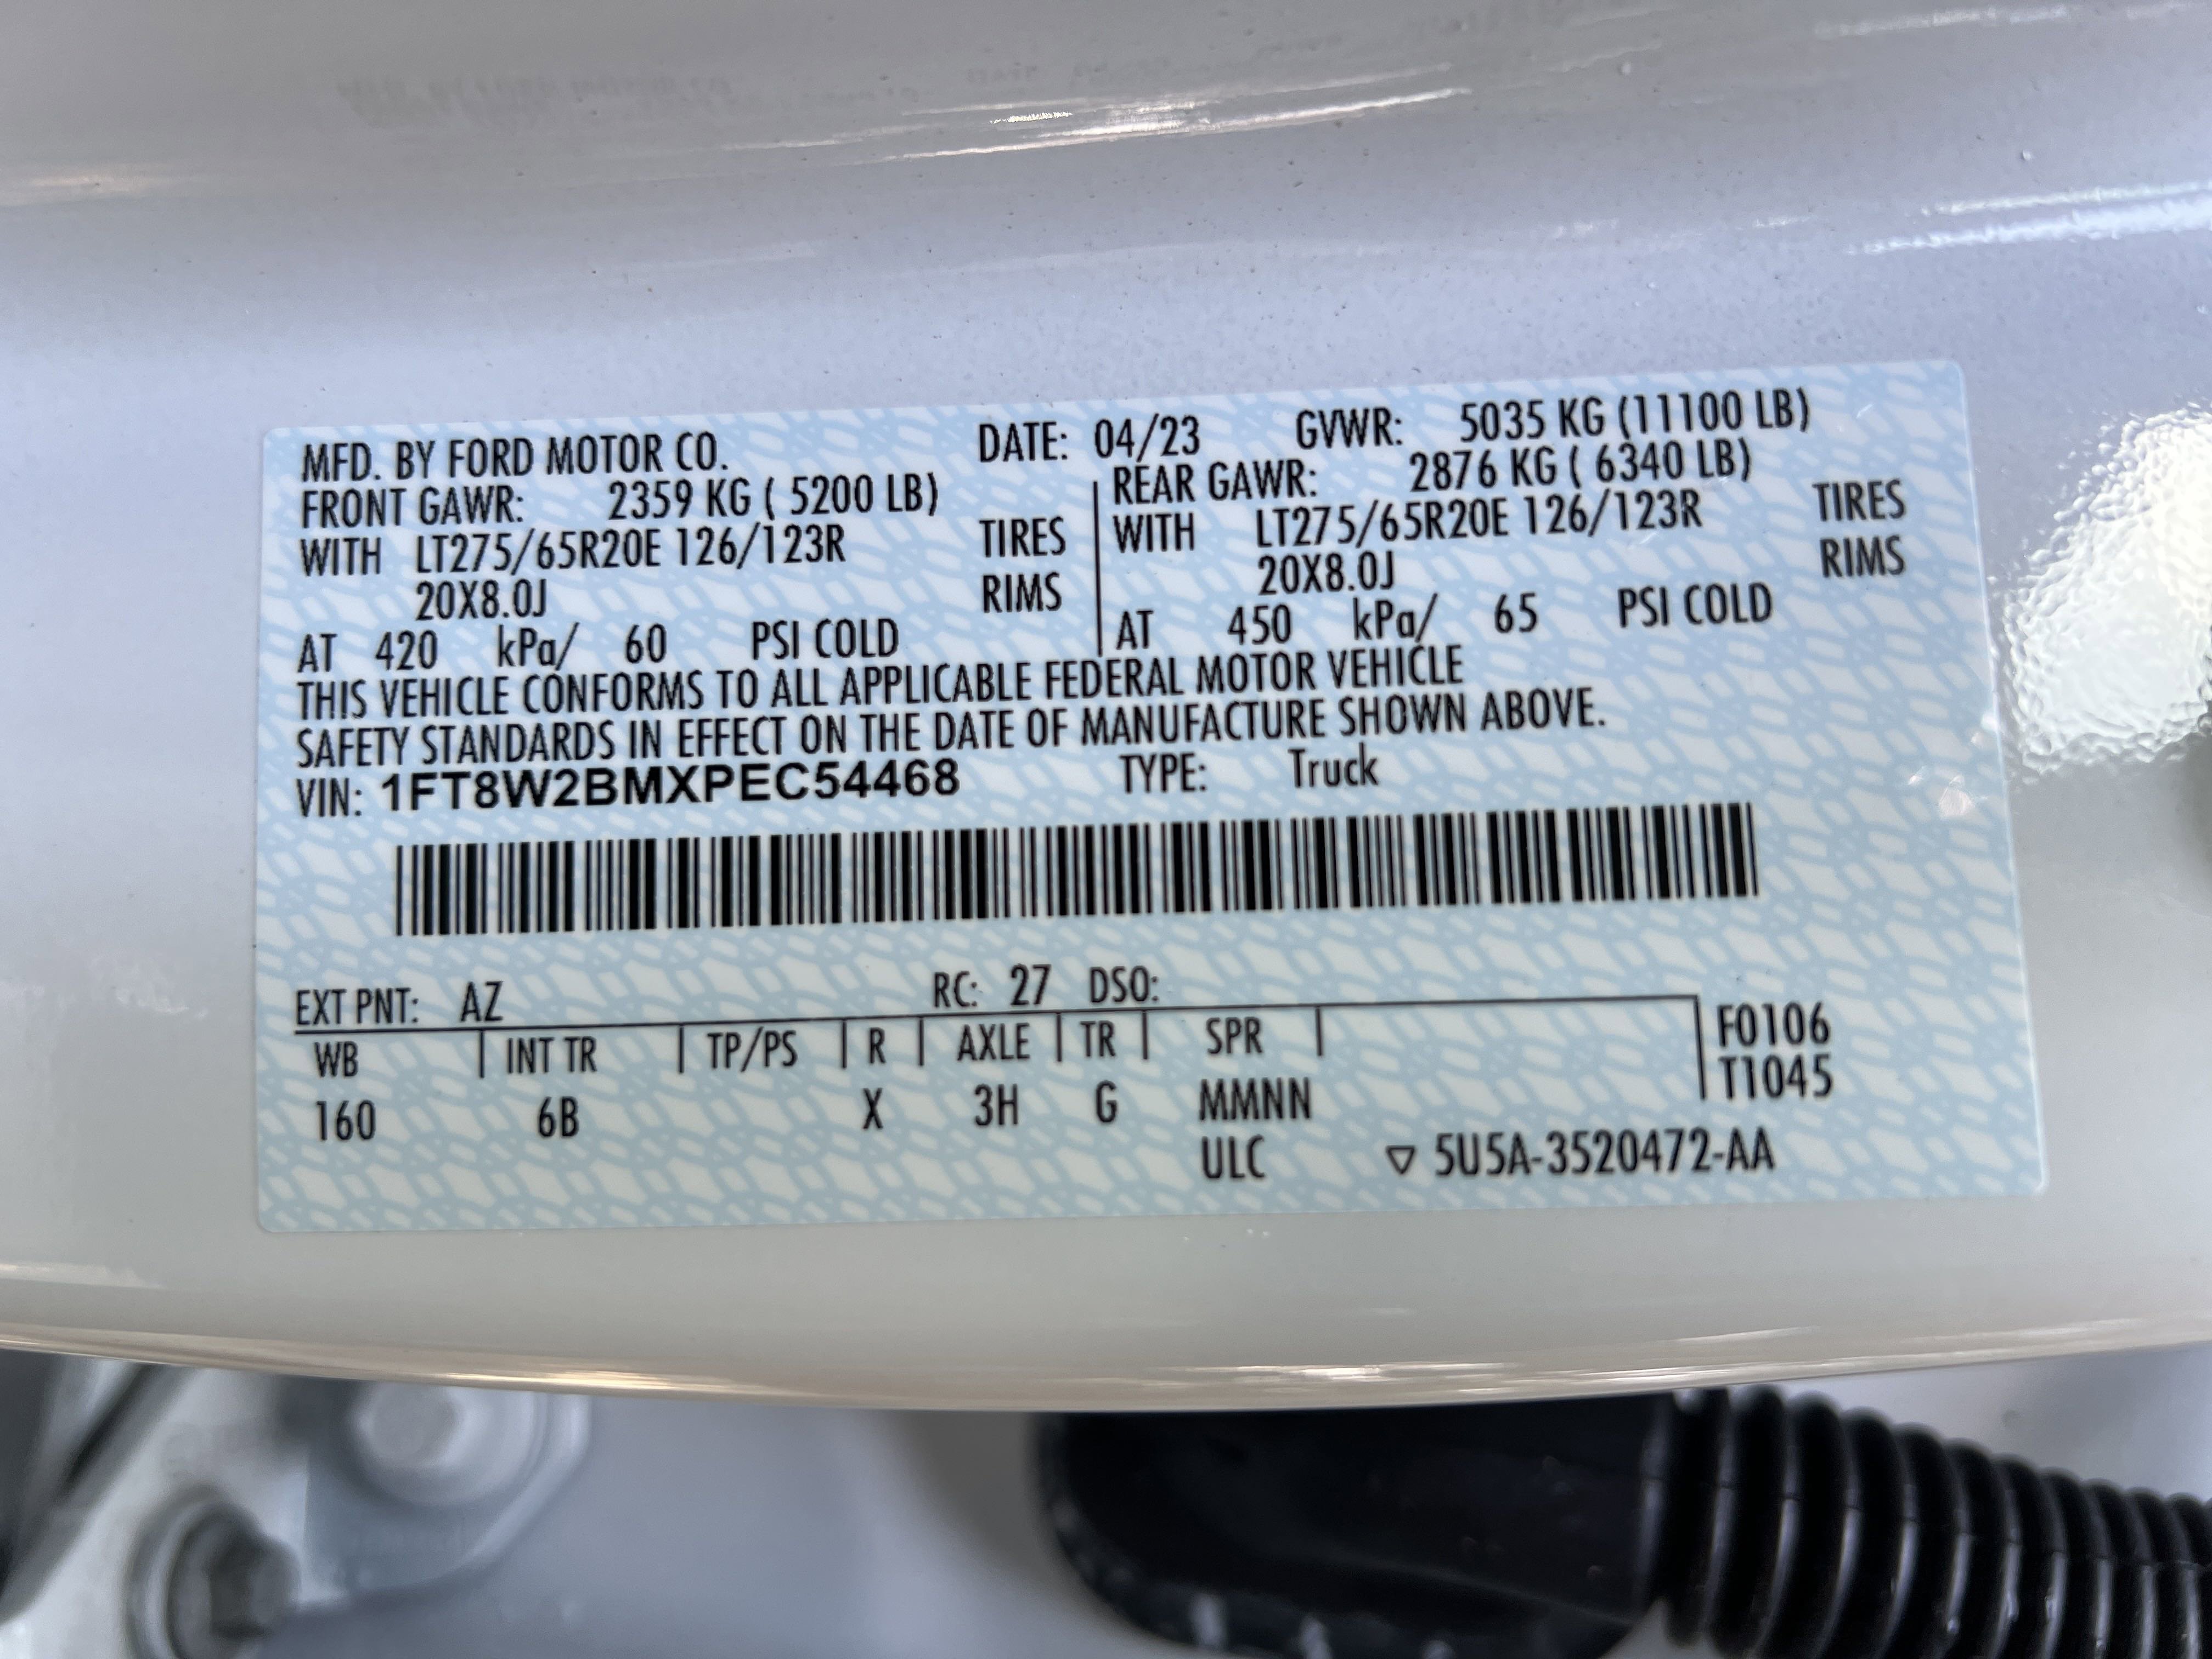 MFD. BY FORD MOTOR CO. DATE: 04/23 GVWR: 5035 KG (11100 LB)
FRONT GAWR: 2359 KG ( 5200 LB) REAR GAWR: 2876 KG ( 6340 LB)
WITH LT275/65R20E 126/123R TIRES WITH LT275/65R20E 126/123R TIRES
20X8.0J RIMS 20X8.0J RIMS
AT 420 kPa/ 60 PSI COLD AT 450 kPa/ 65 PSI COLD
THIS VEHICLE CONFORMS TO ALL APPLICABLE FEDERAL MOTOR VEHICLE
SAFETY STANDARDS IN EFFECT ON THE DATE OF MANUFACTURE SHOWN ABOVE.
VIN: 1FT8W2BMXPEC54468 TYPE: Truck
EXT PNT: AZ RC: 27 DSO:
WB INT TR TP/PS R AXLE TR SPR F0106
160 6B X 3H G MMNN T1045
ULC ▽ 5U5A-3520472-AA